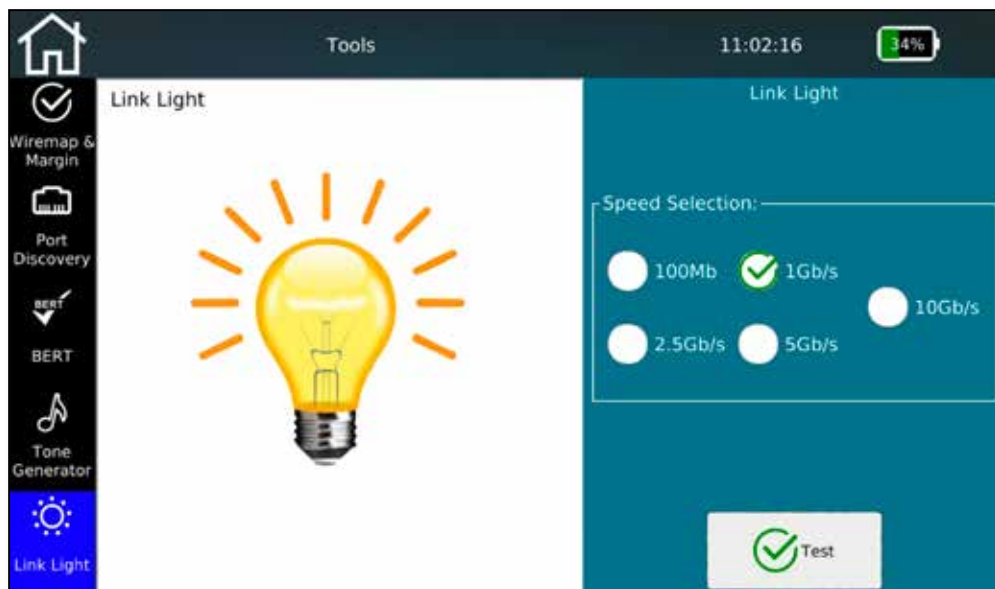 Tools
11:02:16
34%
Wiremap &
Margin
Port
Discovery
BERT
BERT
Tone
Generator
Link Light
Link Light
Link Light
Speed Selection:
100Mb
1Gb/s
10Gb/s
2.5Gb/s
5Gb/s
Test